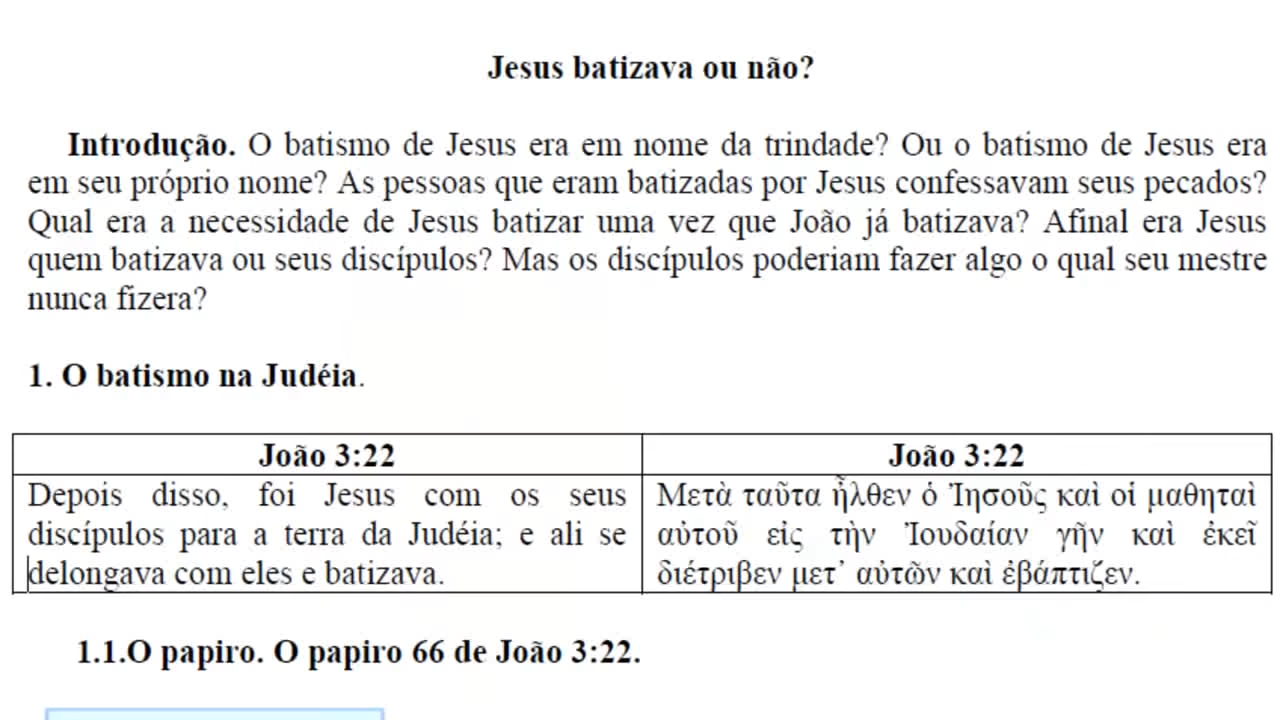 Jesus batizava ou não?
Introdução. O batismo de Jesus era em nome da trindade? Ou o batismo de Jesus era
em seu próprio nome? As pessoas que eram batizadas por Jesus confessavam seus pecados?
Qual era a necessidade de Jesus batizar uma vez que João já batizava? Afinal era Jesus
quem batizava ou seus discípulos? Mas os discípulos poderiam fazer algo o qual seu mestre
nunca fizera?
1. O batismo na Judéia.
João 3:22
Depois disso, foi Jesus com os seus
discípulos para a terra da Judéia; e ali se
delongava com eles e batizava.
João 3:22
Μετὰ ταῦτα ἦλθεν ὁ Ἰησοῦς καὶ οἱ μαθηταὶ
αὐτοῦ εἰς τὴν Ἰουδαίαν γῆν καὶ ἐκεῖ
διέτριβεν μετ᾽ αὐτῶν καὶ ἐβάπτιζεν.
1.1.O papiro. O papiro 66 de João 3:22.